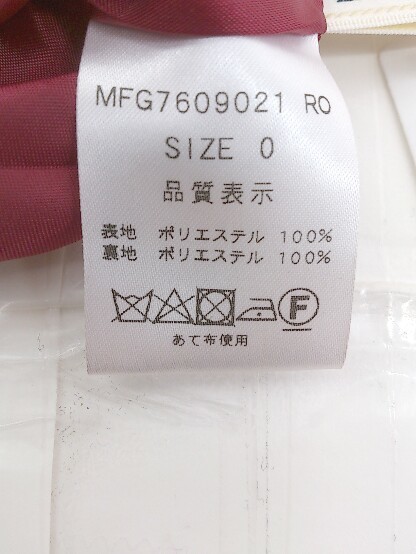 MFG7609021 RO
SIZE 0
品質表示
表地 ポリエステル 100%
裏地 ポリエステル 100%
F
あて布使用